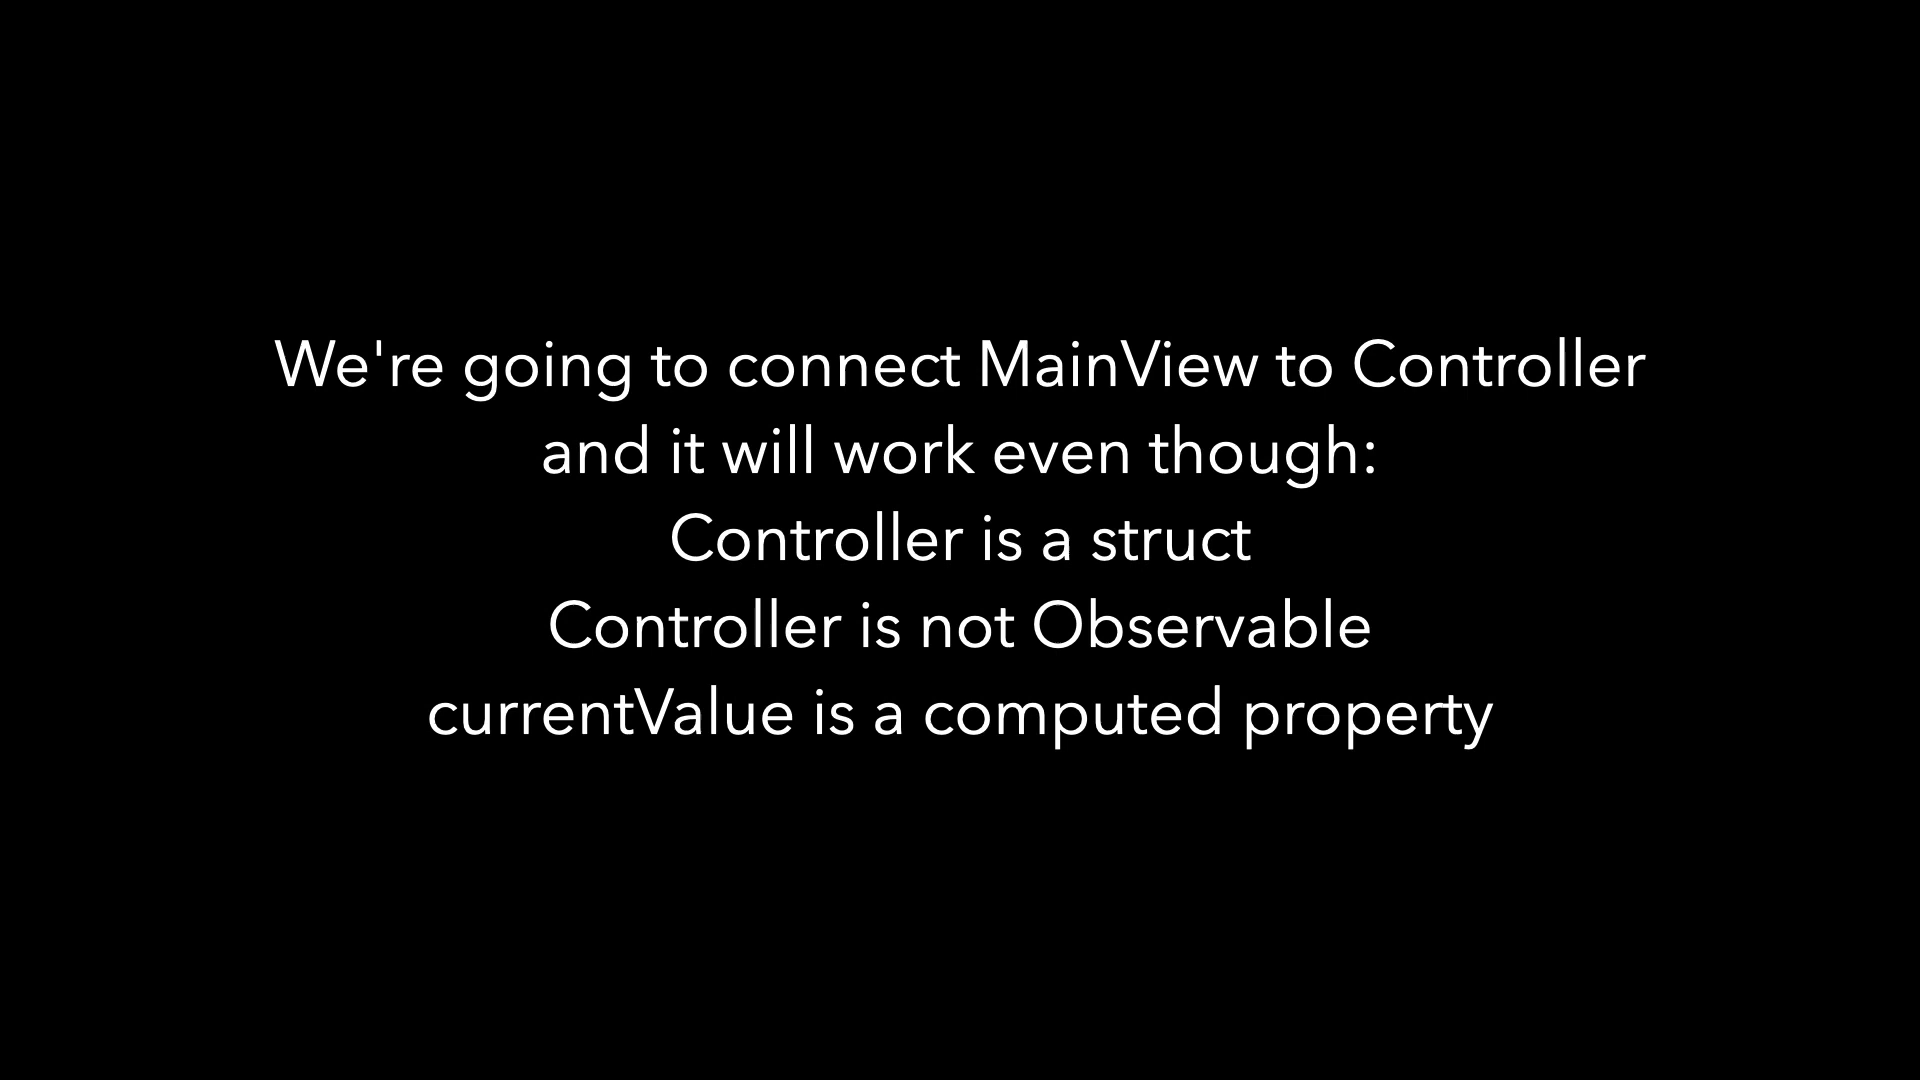 We're going to connect MainView to Controller
and it will work even though:
Controller is a struct
Controller is not Observable
currentValue is a computed property